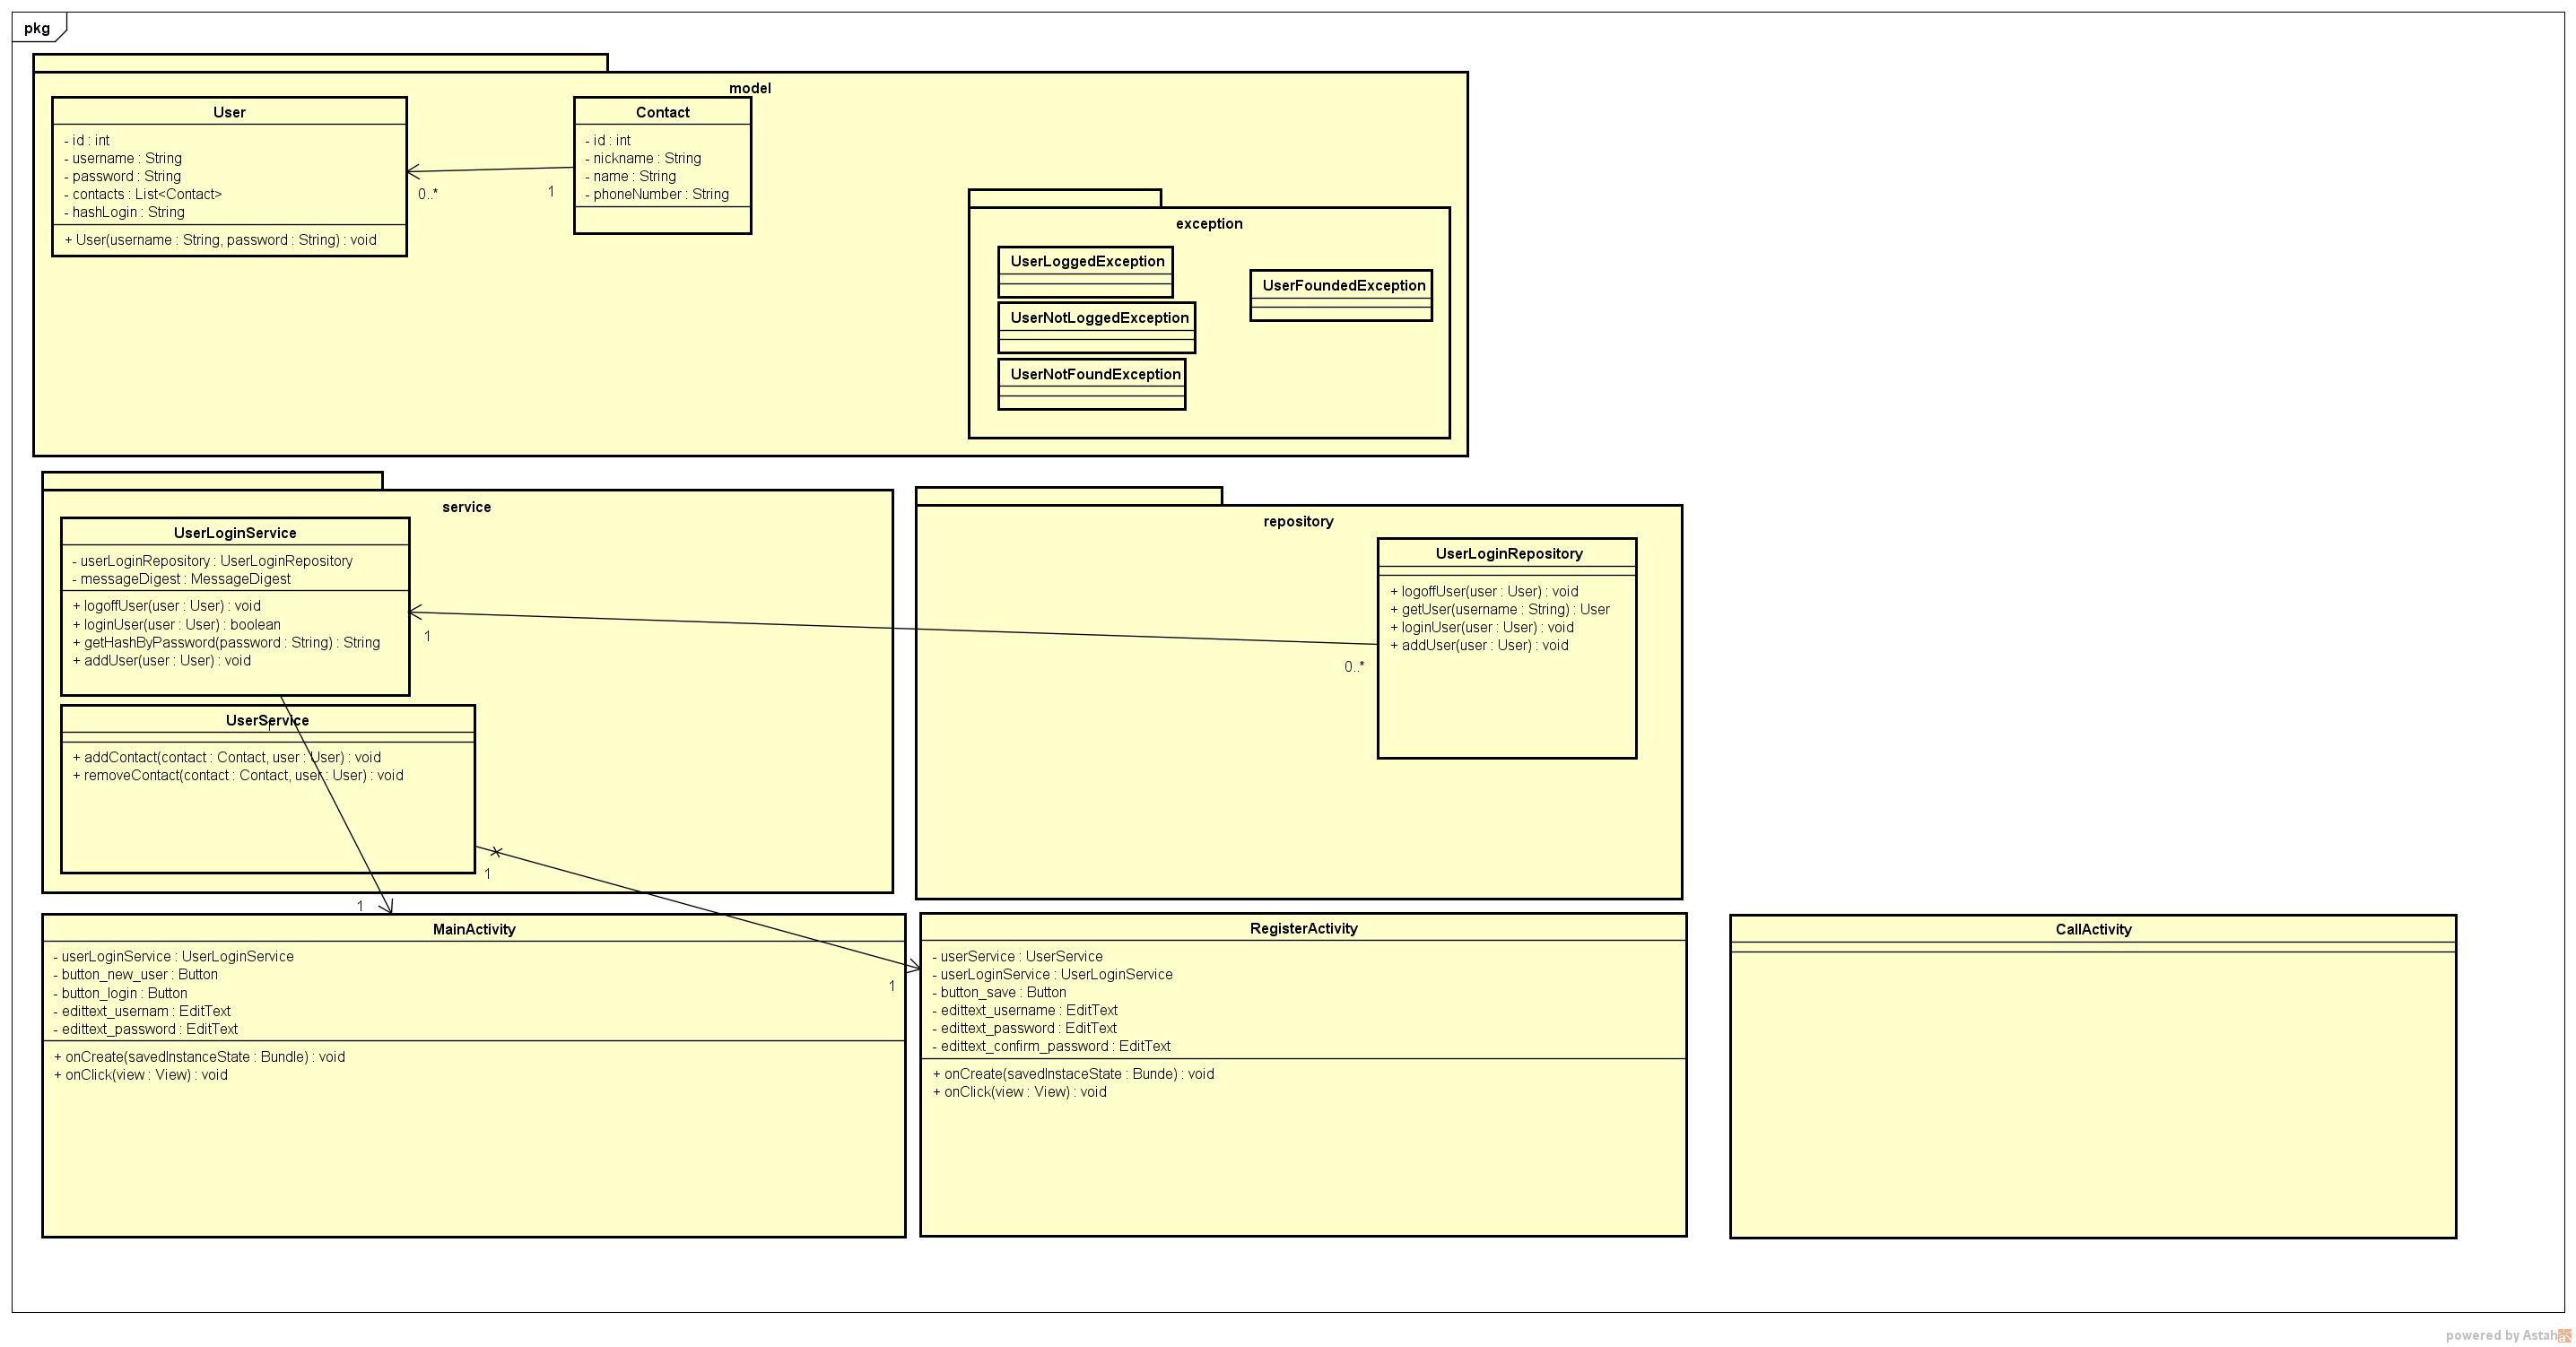 pkg
model
User
- id : int
- username : String
- password : String
- contacts : List<Contact>
- hashLogin : String
+ User(username : String, password : String) : void
0..*
1
Contact
- id : int
- nickname : String
- name : String
- phoneNumber : String
exception
UserLoggedException
UserNotLoggedException
UserNotFoundException
UserFoundedException
service
UserLoginService
- userLoginRepository : UserLoginRepository
- messageDigest : MessageDigest
+ logoffUser(user : User) : void
+ loginUser(user : User) : boolean
+ getHashByPassword(password : String) : String
+ addUser(user : User) : void
1
UserService
1
+ addContact(contact : Contact, user : User) : void
+ removeContact(contact : Contact, user : User) : void
1
1
repository
UserLoginRepository
+ logoffUser(user : User) : void
+ getUser(username : String) : User
+ loginUser(user : User) : void
+ addUser(user : User) : void
0..*
MainActivity
- userLoginService : UserLoginService
- button_new_user : Button
- button_login : Button
- edittext_usernam : EditText
- edittext_password : EditText
+ onCreate(savedInstanceState : Bundle) : void
+ onClick(view : View) : void
1
RegisterActivity
- userService : UserService
- userLoginService : UserLoginService
- button_save : Button
- edittext_username : EditText
- edittext_password : EditText
- edittext_confirm_password : EditText
+ onCreate(savedInstaceState : Bunde) : void
+ onClick(view : View) : void
CallActivity
powered by Astah